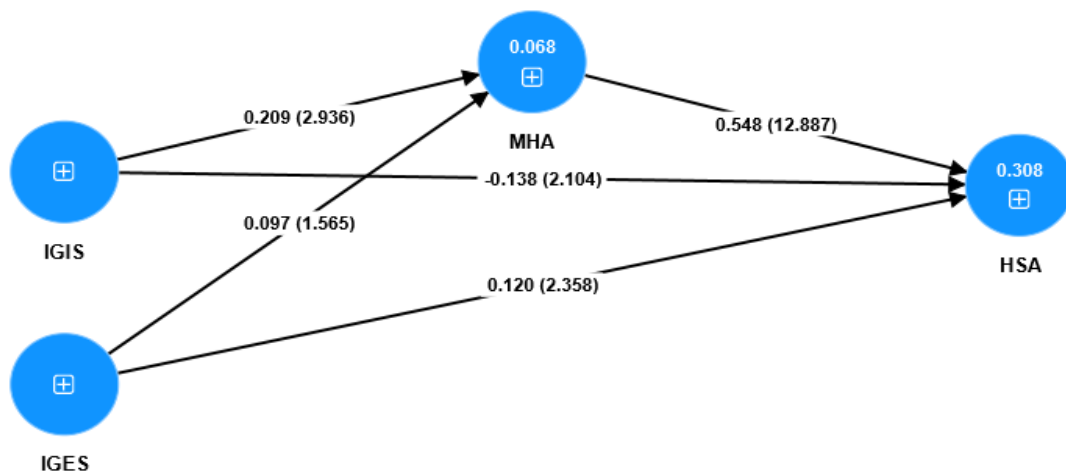 0.068
MHA
0.209 (2.936)
0.548 (12.887)
IGIS
-0.138 (2.104)
0.308
HSA
0.097 (1.565)
0.120 (2.358)
IGES